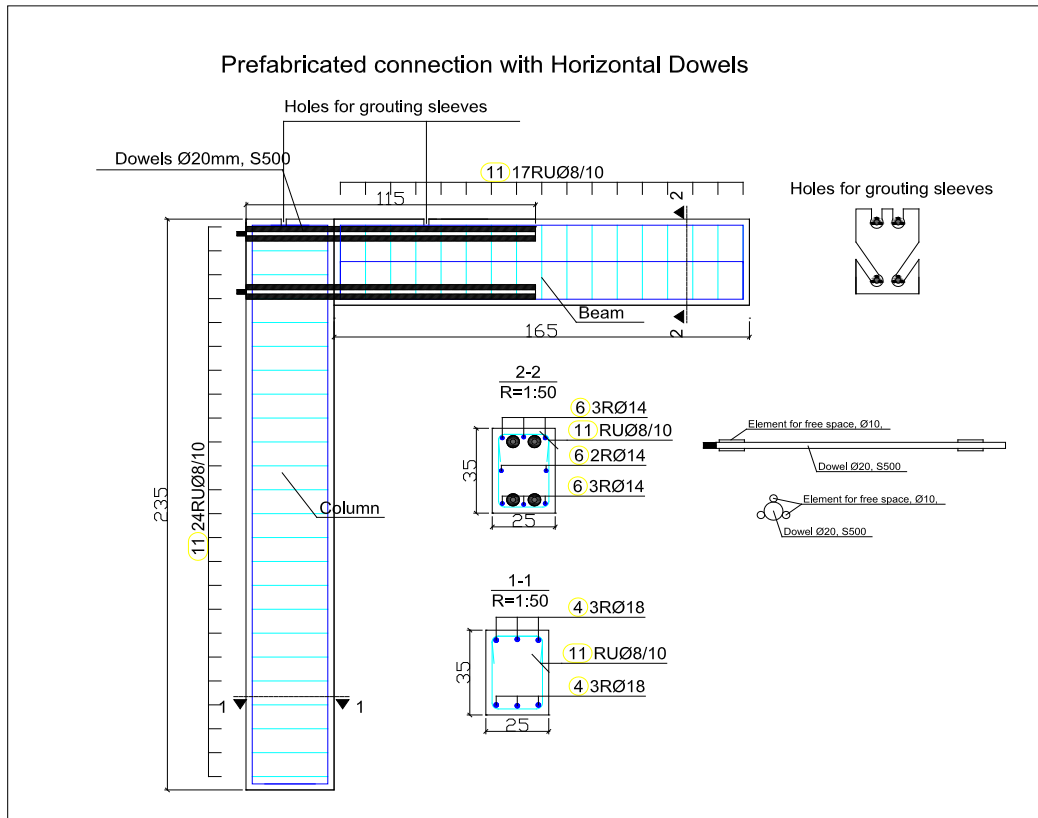 Prefabricated connection with Horizontal Dowels
Holes for grouting sleeves
Dowels Ø20mm, S500
11 17RUØ8/10
115
2
Holes for grouting sleeves
Beam
165
2
2-2
R=1:50
6 3RØ14
11 RUØ8/10
6 2RØ14
35
6 3RØ14
25
Element for free space, Ø10,
Dowel Ø20, S500
Element for free space, Ø10,
Dowel Ø20, S500
235
11 24RUØ8/10
Column
1-1
R=1:50
4 3RØ18
11 RUØ8/10
35
4 3RØ18
25
1 1